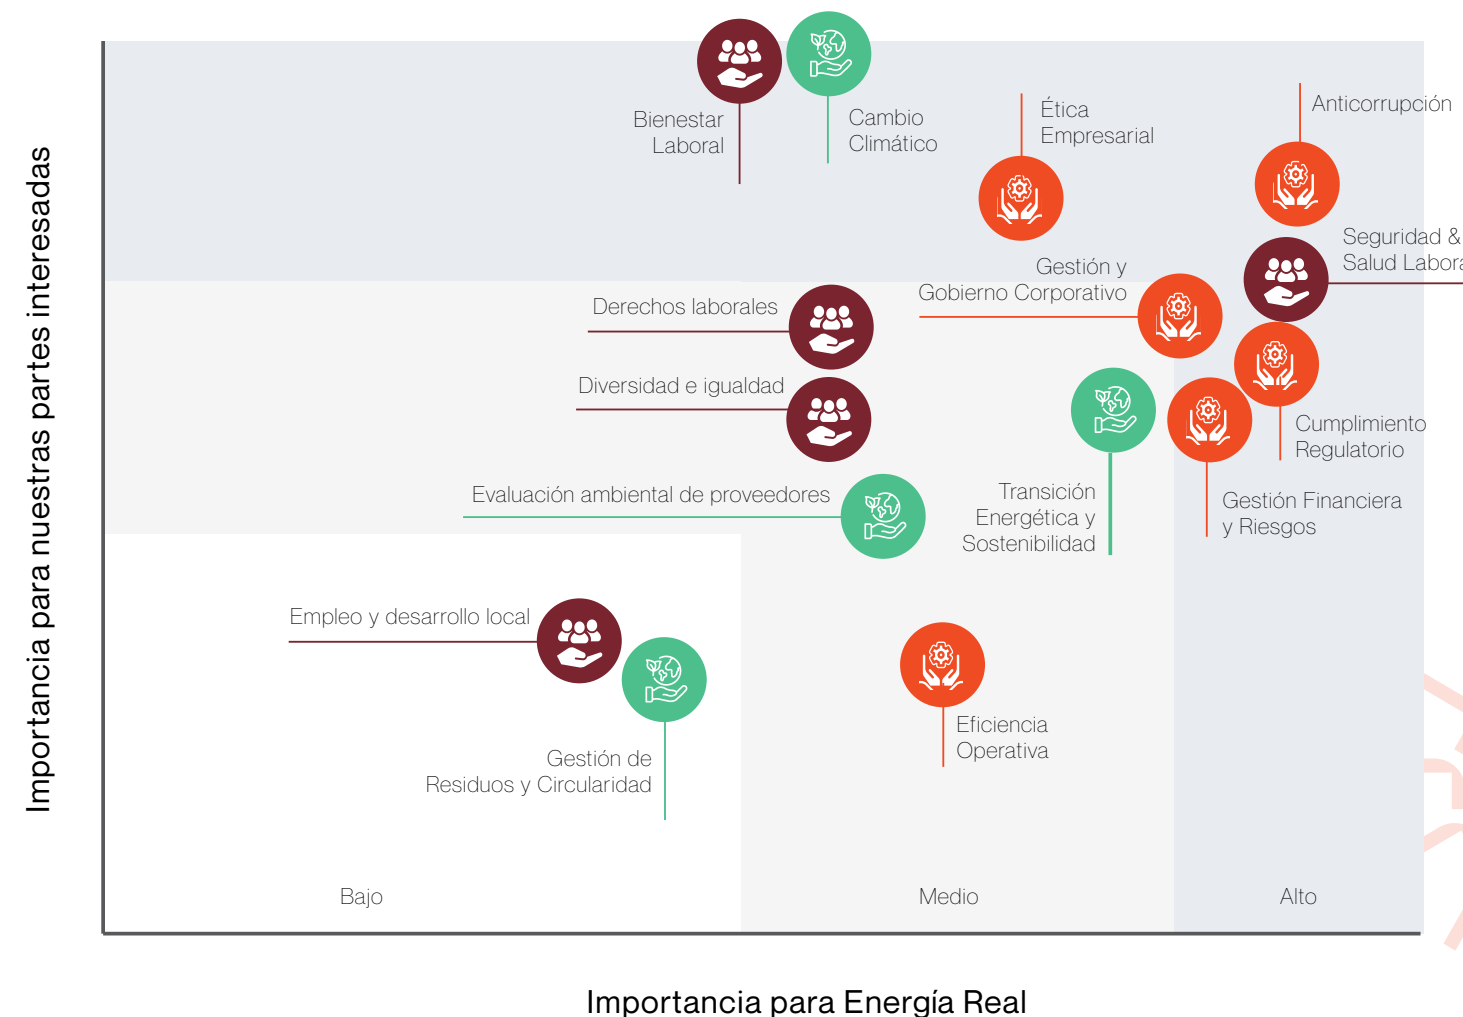 Importancia para nuestras partes interesadas
Bienestar
Laboral
Cambio
Climático
Ética
Empresarial
Anticorrupción
Seguridad &
Salud Labora
Gestión y
Gobierno Corporativo
Derechos laborales
Diversidad e igualdad
Cumplimiento
Regulatorio
Evaluación ambiental de proveedores
Transición
Energética y
Sostenibilidad
Gestión Financiera
y Riesgos
Empleo y desarrollo local
Eficiencia
Operativa
Gestión de
Residuos y Circularidad
Bajo
Medio
Alto
Importancia para Energía Real